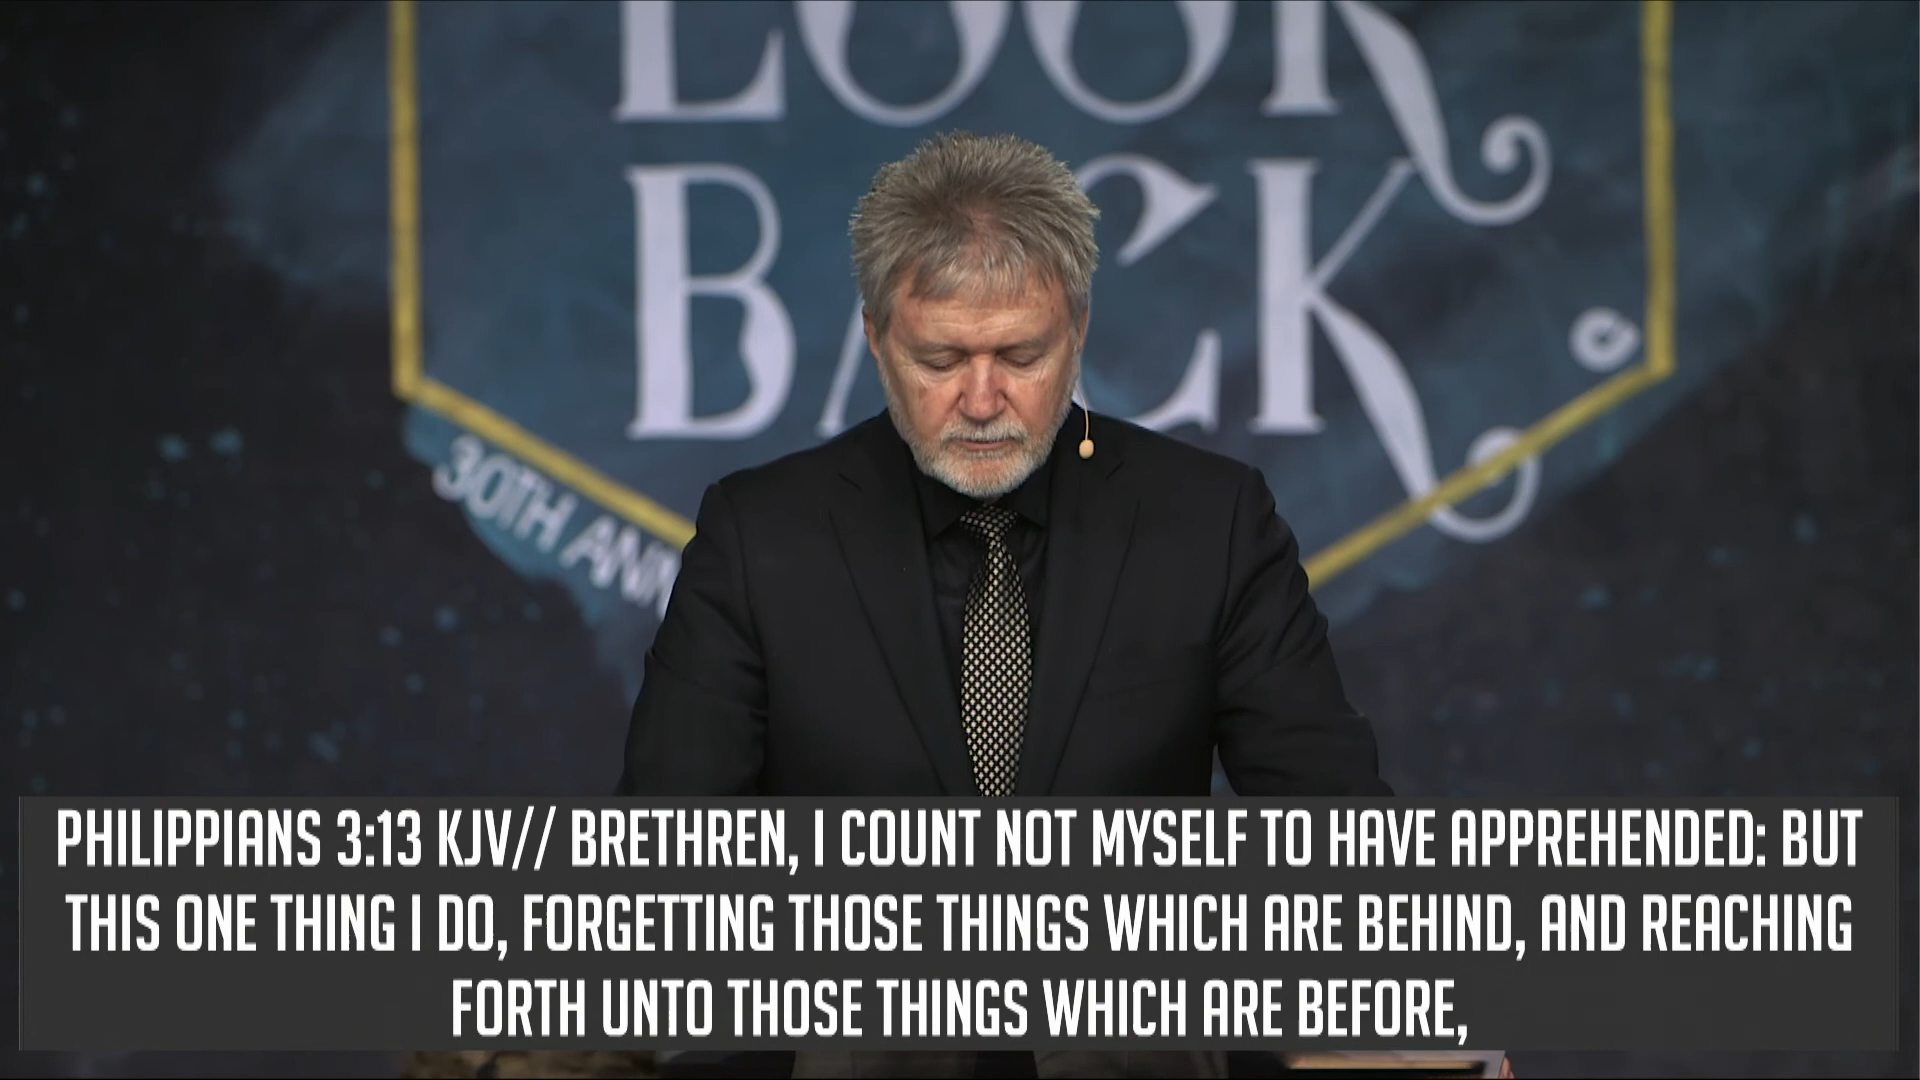 LOOK
BACK
30TH ANN
PHILIPPIANS 3:13 KJV// BRETHREN, I COUNT NOT MYSELF TO HAVE APPREHENDED: BUT
THIS ONE THING I DO, FORGETTING THOSE THINGS WHICH ARE BEHIND, AND REACHING
FORTH UNTO THOSE THINGS WHICH ARE BEFORE,